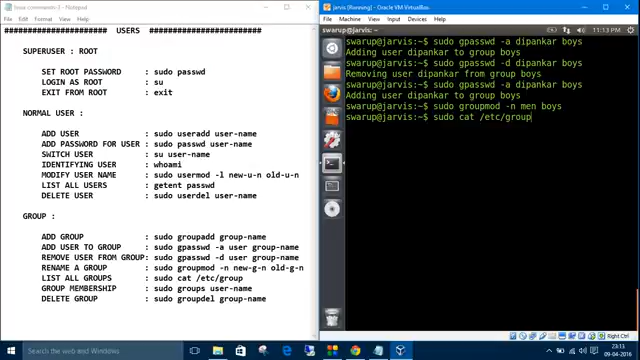 linux commands-3 - Notepad
File Edit Format View Help
##################### USERS #######################
SUPERUSER : ROOT
SET ROOT PASSWORD : sudo passwd
LOGIN AS ROOT : su
EXIT FROM ROOT : exit
NORMAL USER :
ADD USER : sudo useradd user-name
ADD PASSWORD FOR USER : sudo passwd user-name
SWITCH USER : su user-name
IDENTIFYING USER : whoami
MODIFY USER NAME : sudo usermod -l new-u-n old-u-n
LIST ALL USERS : getent passwd
DELETE USER : sudo userdel user-name
GROUP :
ADD GROUP : sudo groupadd group-name
ADD USER TO GROUP : sudo gpasswd -a user group-name
REMOVE USER FROM GROUP: sudo gpasswd -d user group-name
RENAME A GROUP : sudo groupmod -n new-g-n old-g-n
LIST ALL GROUPS : sudo cat /etc/group
GROUP MEMBERSHIP : sudo groups user-name
DELETE GROUP : sudo groupdel group-name
jarvis [Running] - Oracle VM VirtualBox
File Machine View Input Devices Help
swarup@jarvis: ~
11:13 PM
swarup@jarvis:~$ sudo gpasswd -a dipankar boys
Adding user dipankar to group boys
swarup@jarvis:~$ sudo gpasswd -d dipankar boys
Removing user dipankar from group boys
swarup@jarvis:~$ sudo gpasswd -a dipankar boys
Adding user dipankar to group boys
swarup@jarvis:~$ sudo groupmod -n men boys
swarup@jarvis:~$ sudo cat /etc/group
Right Ctrl
Search the web and Windows
23:13
09-04-2016